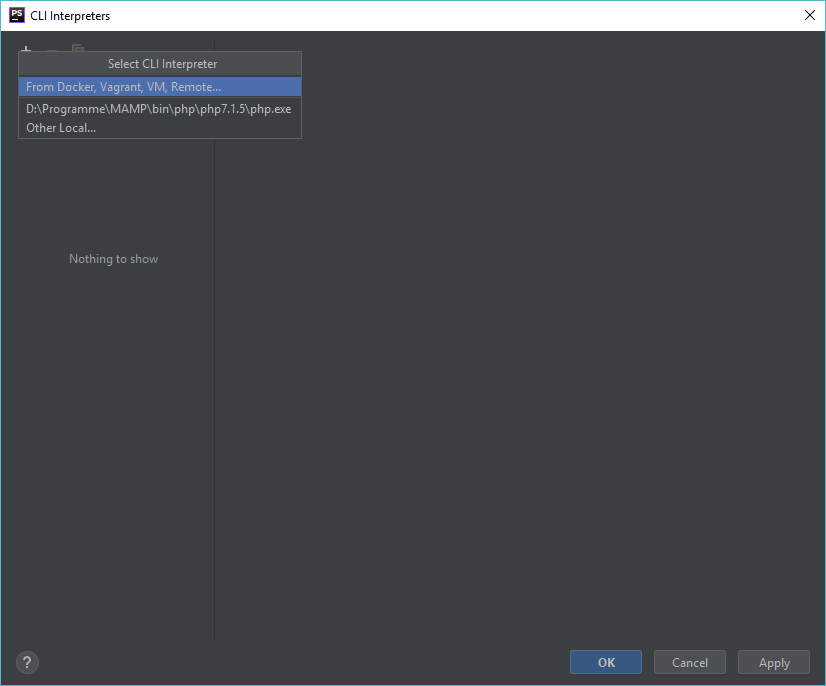 PS CLI Interpreters
Select CLI Interpreter
From Docker, Vagrant, VM, Remote...
D:\Programme\MAMP\bin\php\php7.1.5\php.exe
Other Local...
Nothing to show
?
OK
Cancel
Apply